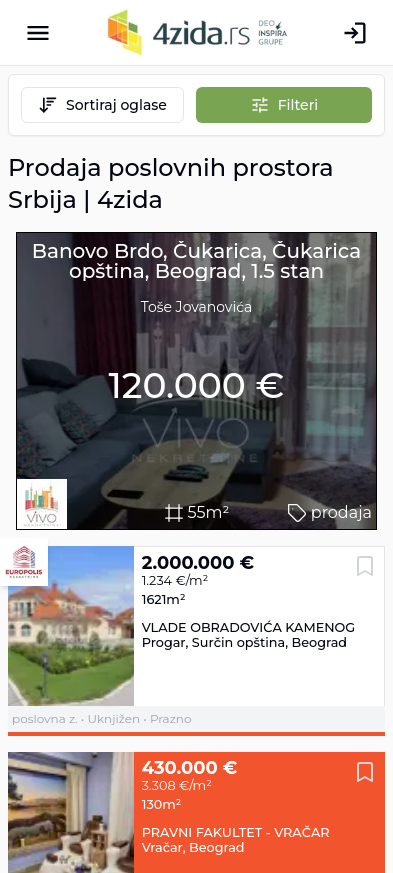 4zida.rs DEO
INSPIRA
GRUPE
Sortiraj oglase
Filteri
Prodaja poslovnih prostora
Srbija | 4zida
Banovo Brdo, Čukarica, Čukarica
opština, Beograd, 1.5 stan
Toše Jovanovića
120.000 €
VIVO
NEKRETNINE
VIVO
NEKRETNINE
55m²
prodaja
EUROPOLIS
NEKRETNINE
2.000.000 €
1.234 €/m²
1621m²
VLADE OBRADOVIĆA KAMENOG
Progar, Surčin opština, Beograd
poslovna z. • Uknjižen • Prazno
430.000 €
3.308 €/m²
130m²
PRAVNI FAKULTET - VRAČAR
Vračar, Beograd